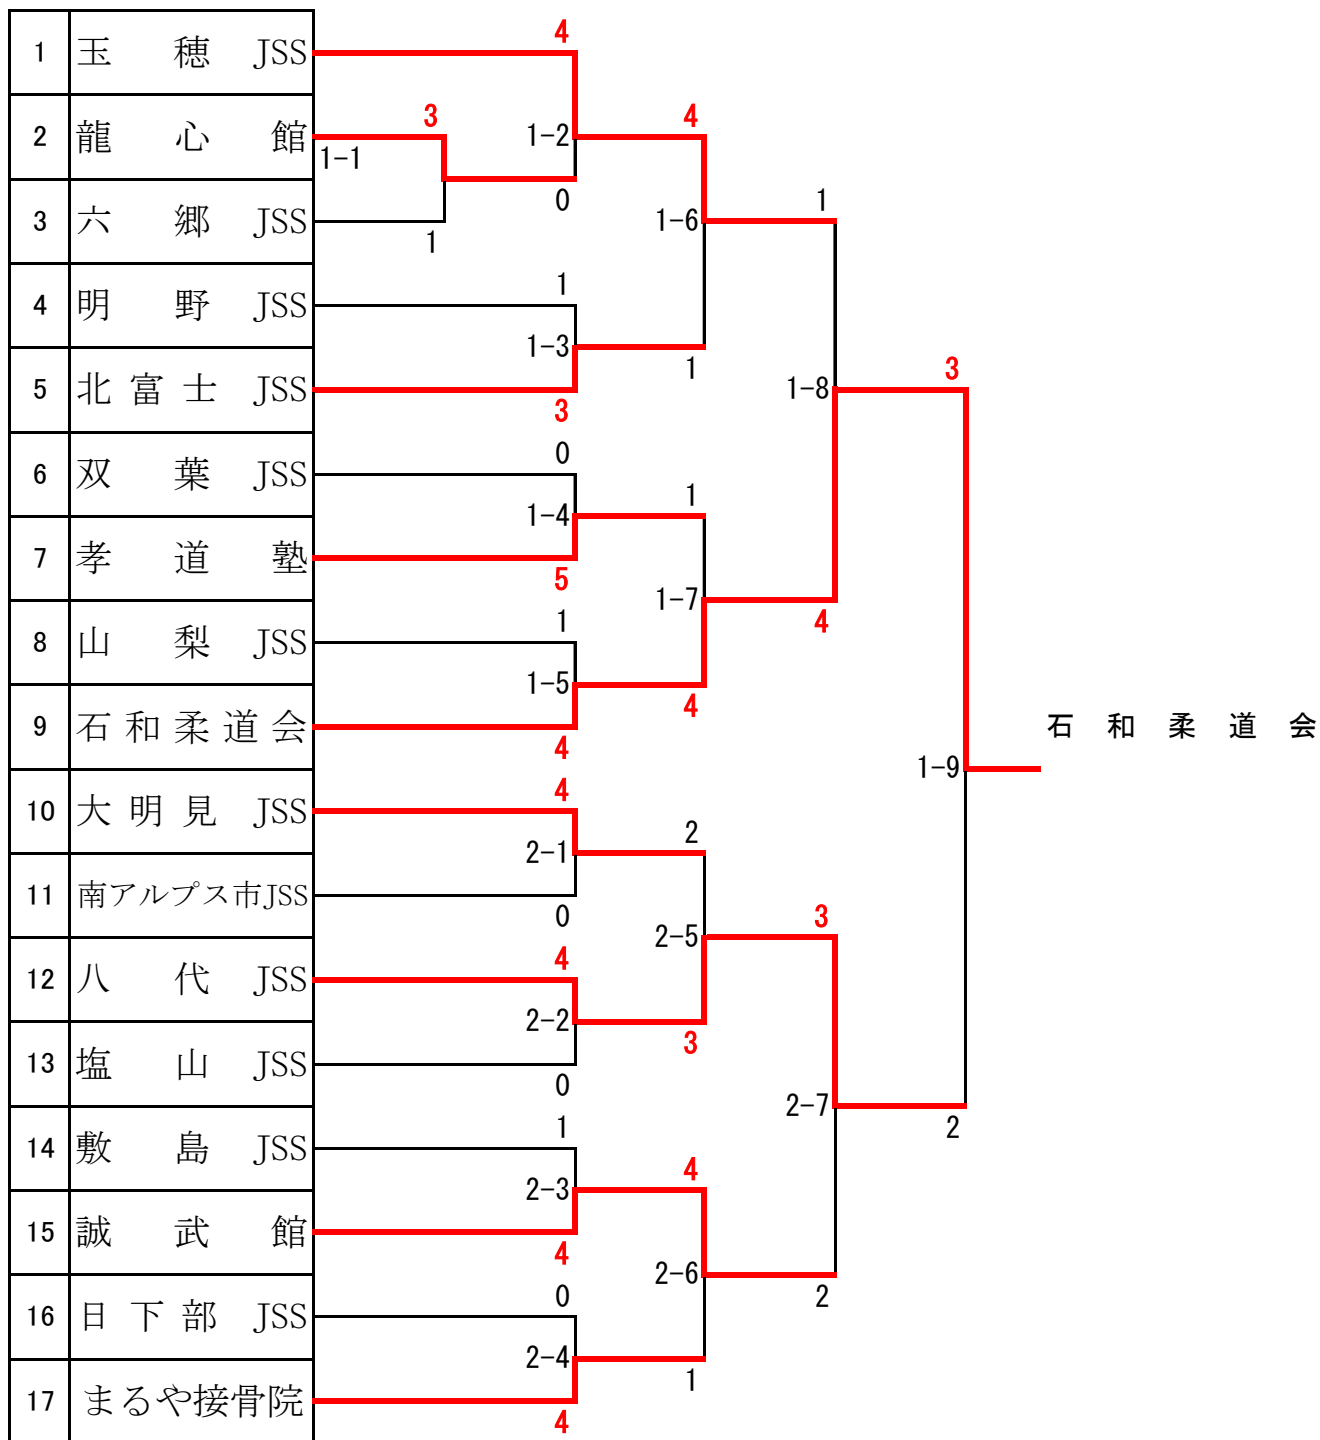 1 玉 穂 JSS
2 龍 心 館
3 六 郷 JSS
4 明 野 JSS
5 北 富 士 JSS
6 双 葉 JSS
7 孝 道 塾
8 山 梨 JSS
9 石 和 柔 道 会
10 大 明 見 JSS
11 南アルプス市JSS
12 八 代 JSS
13 塩 山 JSS
14 敷 島 JSS
15 誠 武 館
16 日 下 部 JSS
17 まるや接骨院
3
1-1
1
4
1-2
0
1
1-3
3
0
1-4
5
1
1-5
4
4
2-1
0
4
2-2
0
1
2-3
4
0
2-4
4
4
1-6
1
1
1-7
4
2
2-5
3
4
2-6
1
1
1-8
4
3
2-7
2
3
1-9
2
石 和 柔 道 会